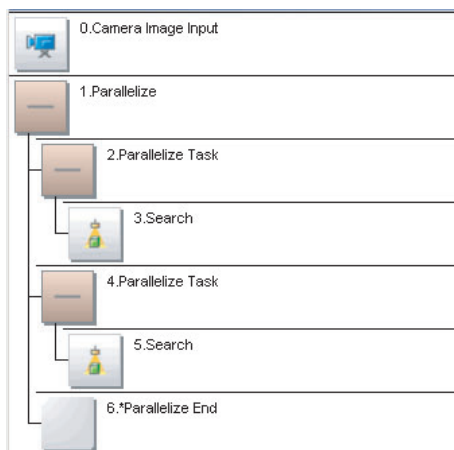 0.Camera Image Input
1.Parallelize
2.Parallelize Task
3.Search
4.Parallelize Task
5.Search
6.*Parallelize End